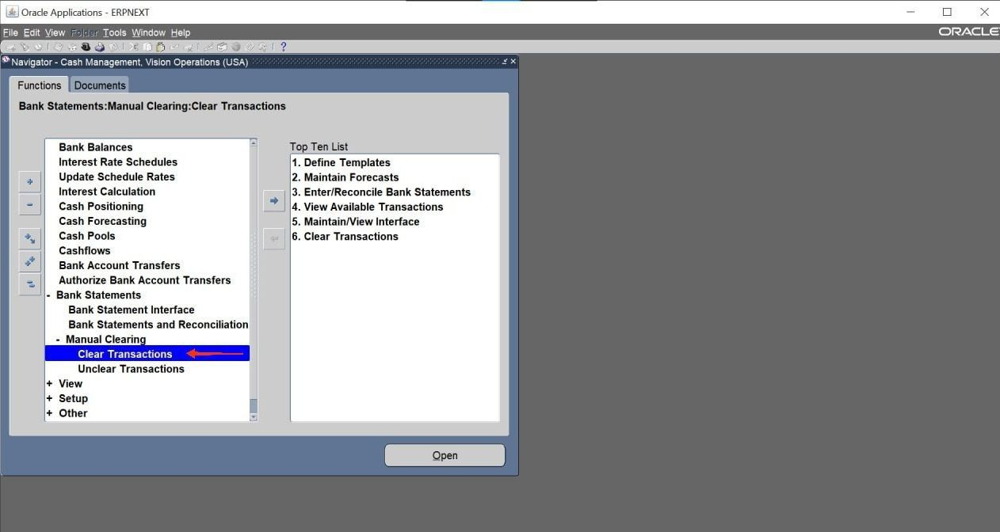 Oracle Applications - ERPNEXT
File Edit View Folder Tools Window Help
ORACLE
Navigator - Cash Management, Vision Operations (USA)
Functions Documents
Bank Statements:Manual Clearing:Clear Transactions
Bank Balances
Interest Rate Schedules
Update Schedule Rates
Interest Calculation
Cash Positioning
Cash Forecasting
Cash Pools
Cashflows
Bank Account Transfers
Authorize Bank Account Transfers
- Bank Statements
Bank Statement Interface
Bank Statements and Reconciliation
- Manual Clearing
Clear Transactions
Unclear Transactions
+ View
+ Setup
+ Other
Top Ten List
1. Define Templates
2. Maintain Forecasts
3. Enter/Reconcile Bank Statements
4. View Available Transactions
5. Maintain/View Interface
6. Clear Transactions
Open